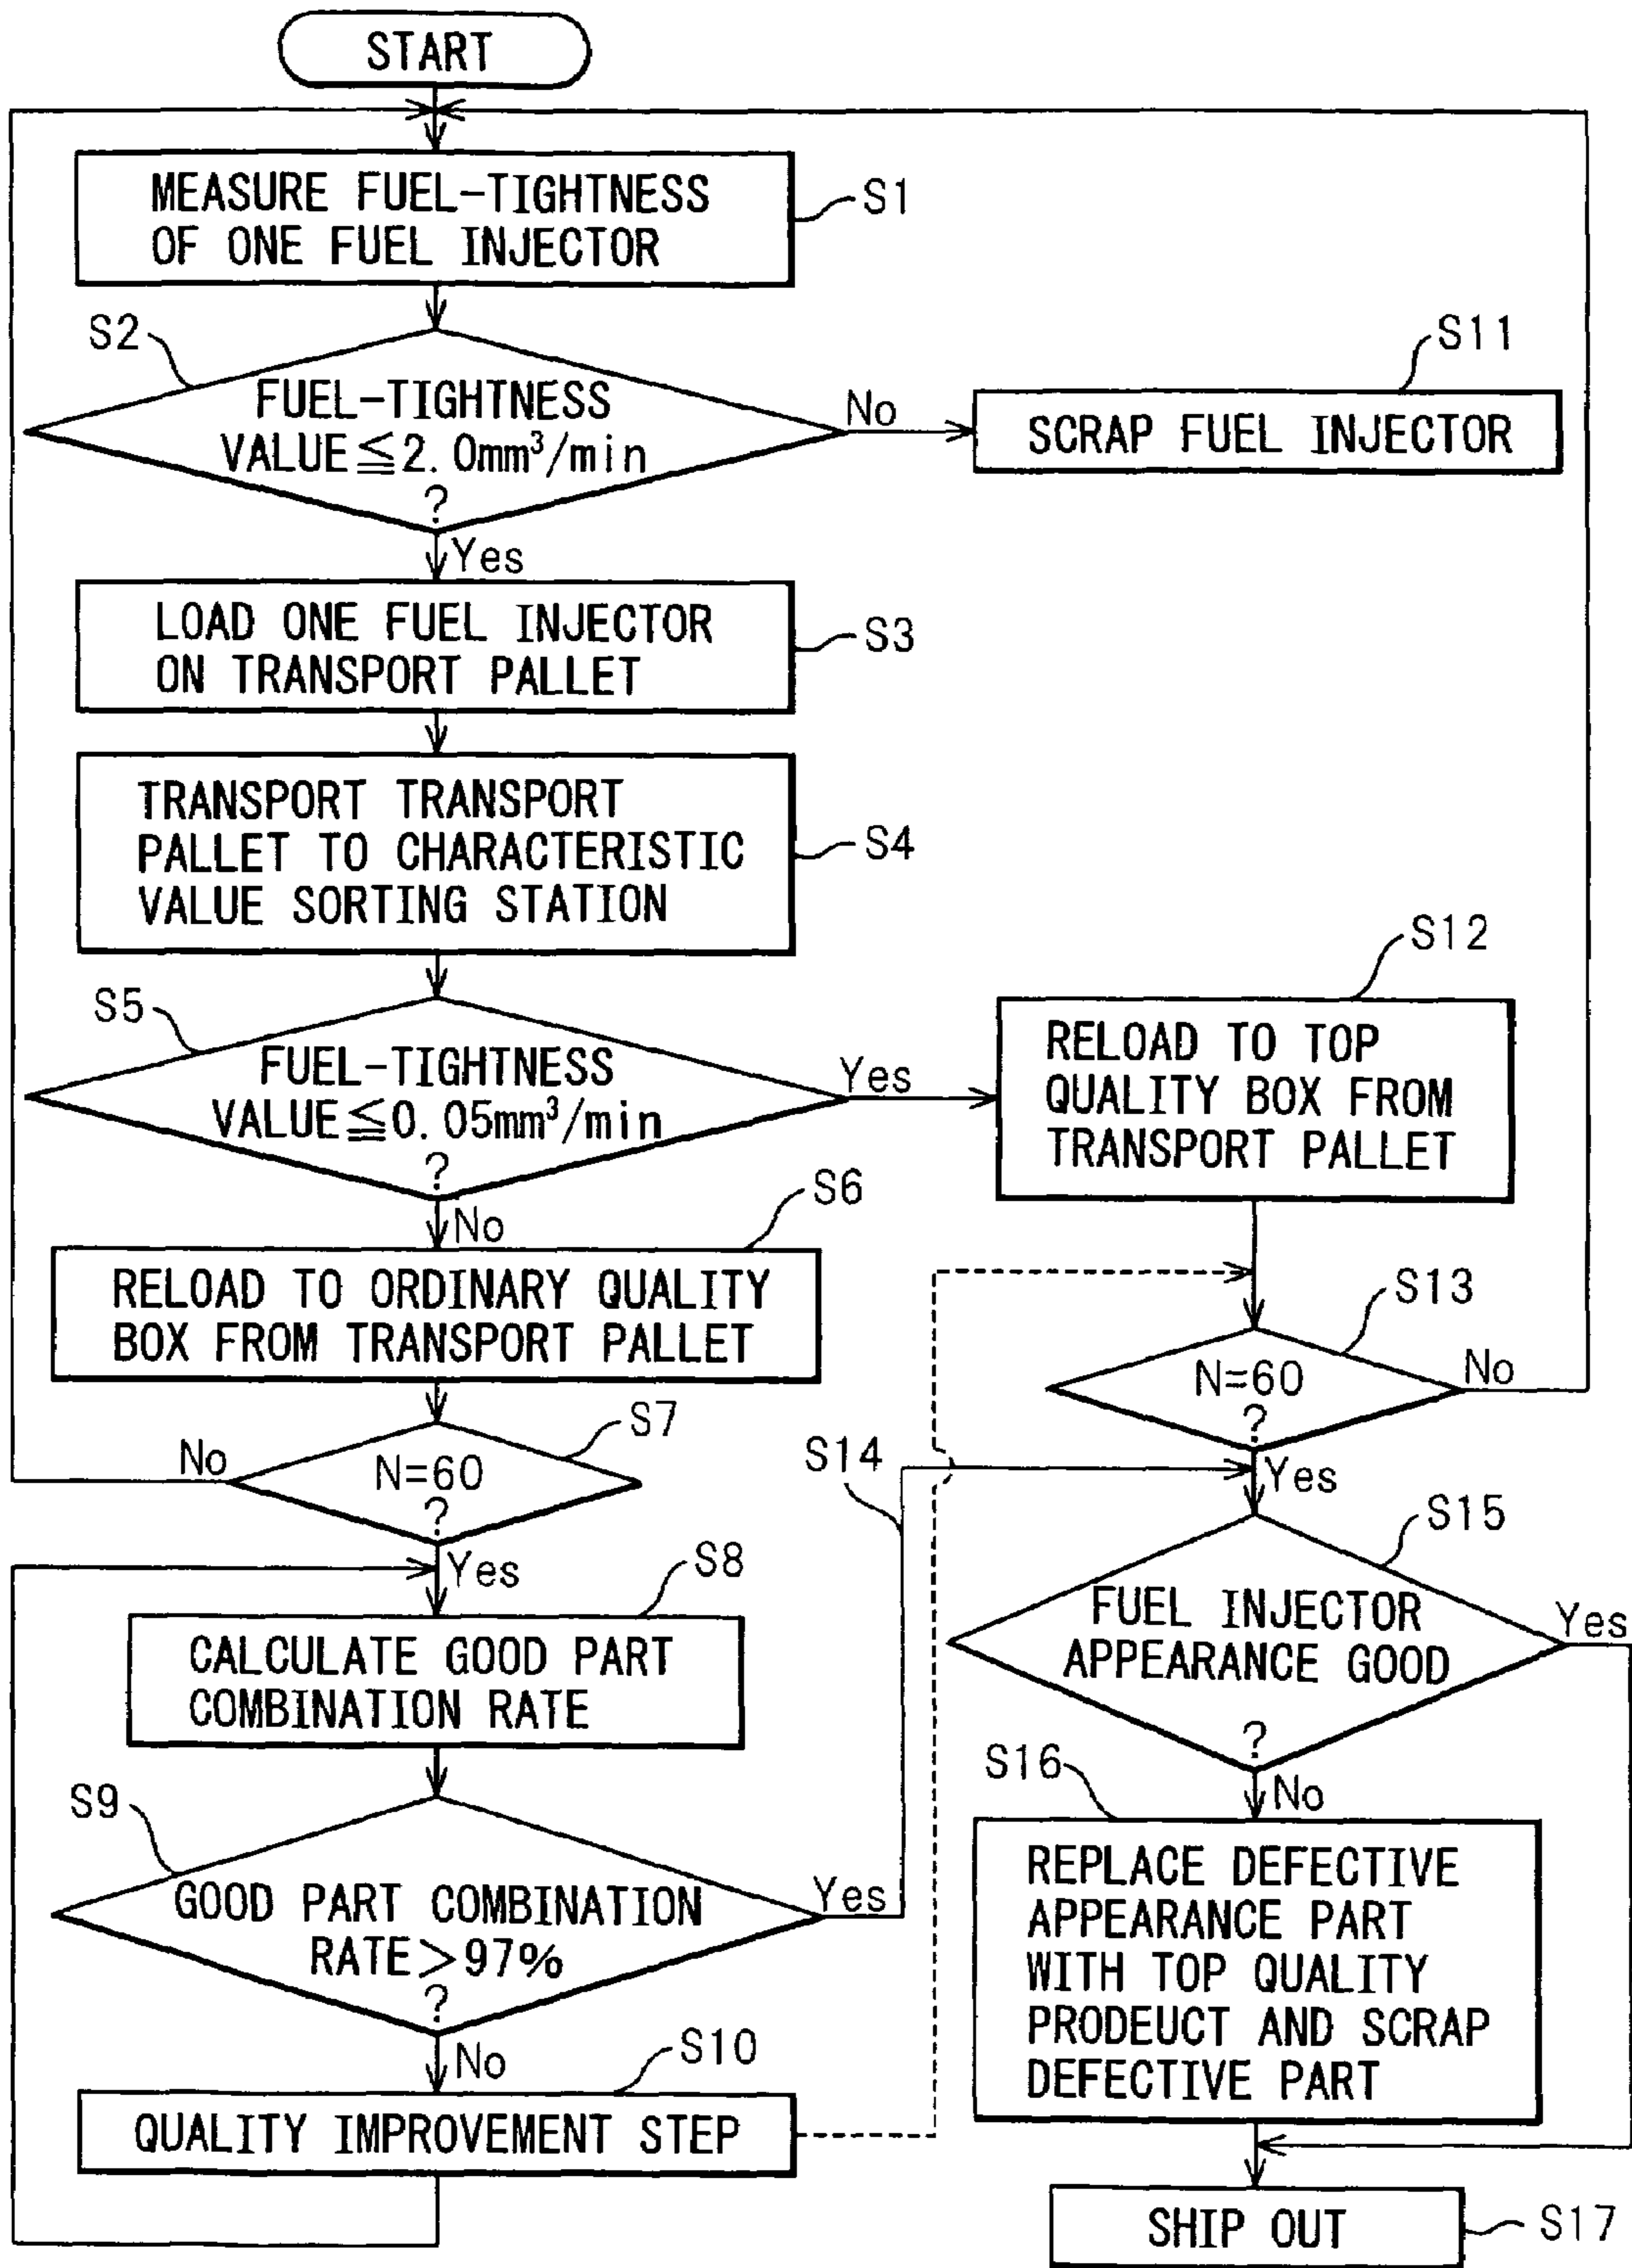 START
MEASURE FUEL-TIGHTNESS
OF ONE FUEL INJECTOR
S1
S2
FUEL-TIGHTNESS
VALUE≦2.0mm³/min
?
No
S11
SCRAP FUEL INJECTOR
Yes
LOAD ONE FUEL INJECTOR
ON TRANSPORT PALLET
S3
TRANSPORT TRANSPORT
PALLET TO CHARACTERISTIC
VALUE SORTING STATION
S4
S5
FUEL-TIGHTNESS
VALUE≦0.05mm³/min
?
Yes
S12
RELOAD TO TOP
QUALITY BOX FROM
TRANSPORT PALLET
No
S6
RELOAD TO ORDINARY QUALITY
BOX FROM TRANSPORT PALLET
S13
N=60
?
No
Yes
S7
N=60
?
No
Yes
S14
S8
CALCULATE GOOD PART
COMBINATION RATE
S15
FUEL INJECTOR
APPEARANCE GOOD
?
Yes
No
S9
GOOD PART COMBINATION
RATE>97%
?
Yes
No
S16
REPLACE DEFECTIVE
APPEARANCE PART
WITH TOP QUALITY
PRODEUCT AND SCRAP
DEFECTIVE PART
S10
QUALITY IMPROVEMENT STEP
SHIP OUT
S17